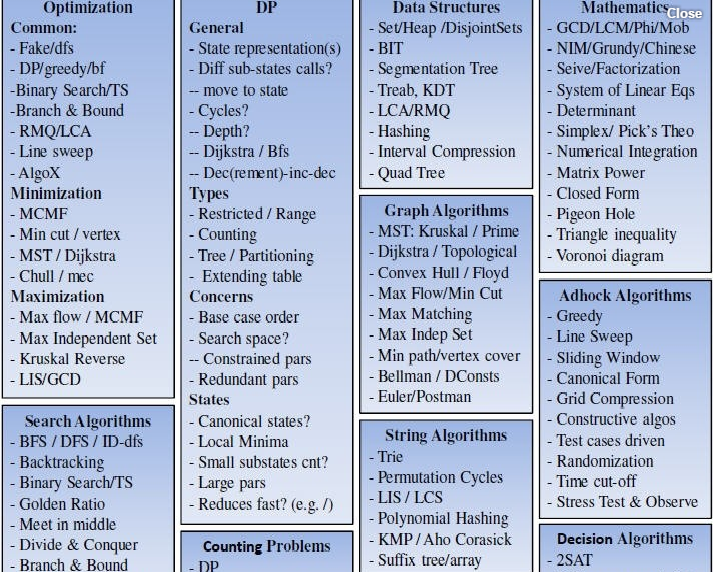 Optimization
Common:
- Fake/dfs
- DP/greedy/bf
-Binary Search/TS
-Branch & Bound
- RMQ/LCA
- Line sweep
- AlgoX
Minimization
- MCMF
- Min cut / vertex
- MST / Dijkstra
- Chull / mec
Maximization
- Max flow / MCMF
- Max Independent Set
- Kruskal Reverse
- LIS/GCD
Search Algorithms
- BFS / DFS / ID-dfs
- Backtracking
- Binary Search/TS
- Golden Ratio
- Meet in middle
- Divide & Conquer
- Branch & Bound
DP
General
- State representation(s)
- Diff sub-states calls?
-- move to state
- Cycles?
-- Depth?
-- Dijkstra / Bfs
-- Dec(rement)-inc-dec
Types
- Restricted / Range
- Counting
- Tree / Partitioning
- Extending table
Concerns
- Base case order
- Search space?
-- Constrained pars
- Redundant pars
States
- Canonical states?
- Local Minima
- Small substates cnt?
- Large pars
- Reduces fast? (e.g. /)
Counting Problems
- DP
Data Structures
- Set/Heap /DisjointSets
- BIT
- Segmentation Tree
- Treab, KDT
- LCA/RMQ
- Hashing
- Interval Compression
- Quad Tree
Graph Algorithms
- MST: Kruskal / Prime
- Dijkstra / Topological
- Convex Hull / Floyd
- Max Flow/Min Cut
- Max Matching
- Max Indep Set
- Min path/vertex cover
- Bellman / DConsts
- Euler/Postman
String Algorithms
- Trie
- Permutation Cycles
- LIS / LCS
- Polynomial Hashing
- KMP / Aho Corasick
- Suffix tree/array
Mathematics
Close
- GCD/LCM/Phi/Mob
- NIM/Grundy/Chinese
- Seive/Factorization
- System of Linear Eqs
- Determinant
- Simplex/ Pick's Theo
- Numerical Integration
- Matrix Power
- Closed Form
- Pigeon Hole
- Triangle inequality
- Voronoi diagram
Adhock Algorithms
- Greedy
- Line Sweep
- Sliding Window
- Canonical Form
- Grid Compression
- Constructive algos
- Test cases driven
- Randomization
- Time cut-off
- Stress Test & Observe
Decision Algorithms
- 2SAT